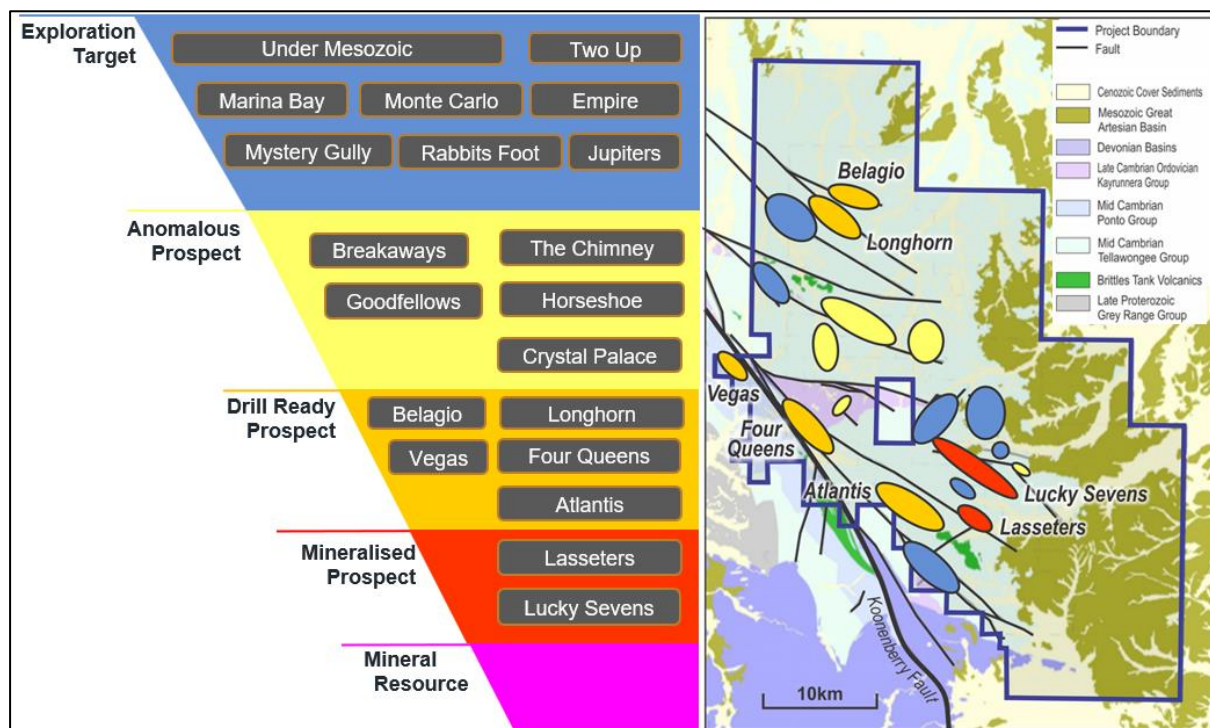 Exploration
Target
Under Mesozoic
Two Up
Marina Bay
Monte Carlo
Empire
Mystery Gully
Rabbits Foot
Jupiters
Anomalous
Prospect
Breakaways
The Chimney
Goodfellows
Horseshoe
Crystal Palace
Drill Ready
Prospect
Belagio
Longhorn
Vegas
Four Queens
Atlantis
Mineralised
Prospect
Lasseters
Lucky Sevens
Mineral
Resource
Belagio
Longhorn
Vegas
Four
Queens
Atlantis
Lucky Sevens
Lasseters
Koonenberry Fault
10km
Project Boundary
Fault
Cenozoic Cover Sediments
Mesozoic Great
Artesian Basin
Devonian Basins
Late Cambrian Ordovician
Kayrunnera Group
Mid Cambrian
Ponto Group
Mid Cambrian
Tellawongee Group
Brittles Tank Volcanics
Late Proterozoic
Grey Range Group